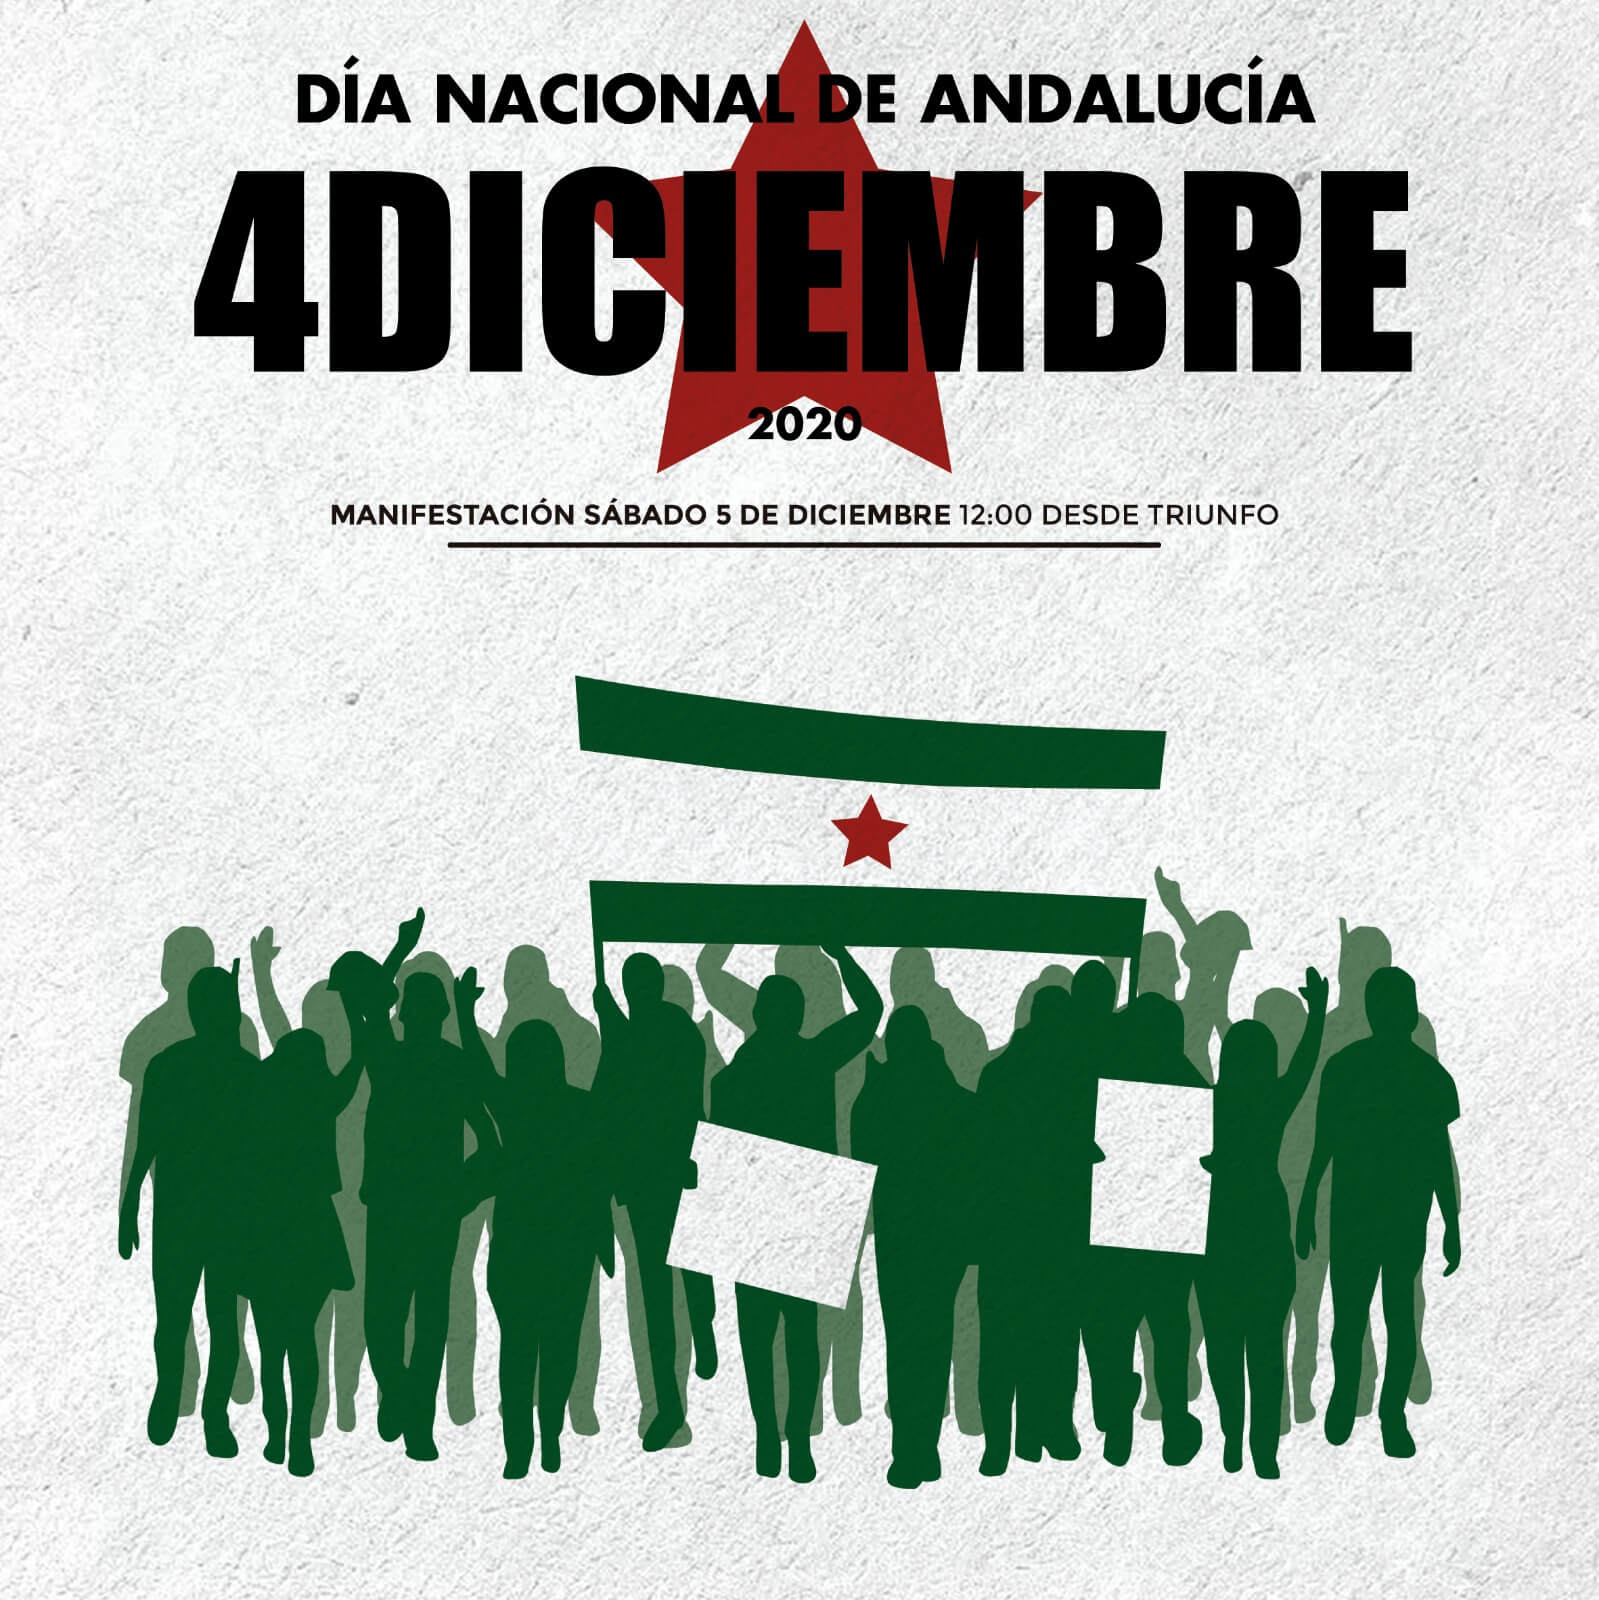 DÍA NACIONAL DE ANDALUCÍA
4DICIEMBRE
2020
MANIFESTACIÓN SÁBADO 5 DE DICIEMBRE 12:00 DESDE TRIUNFO